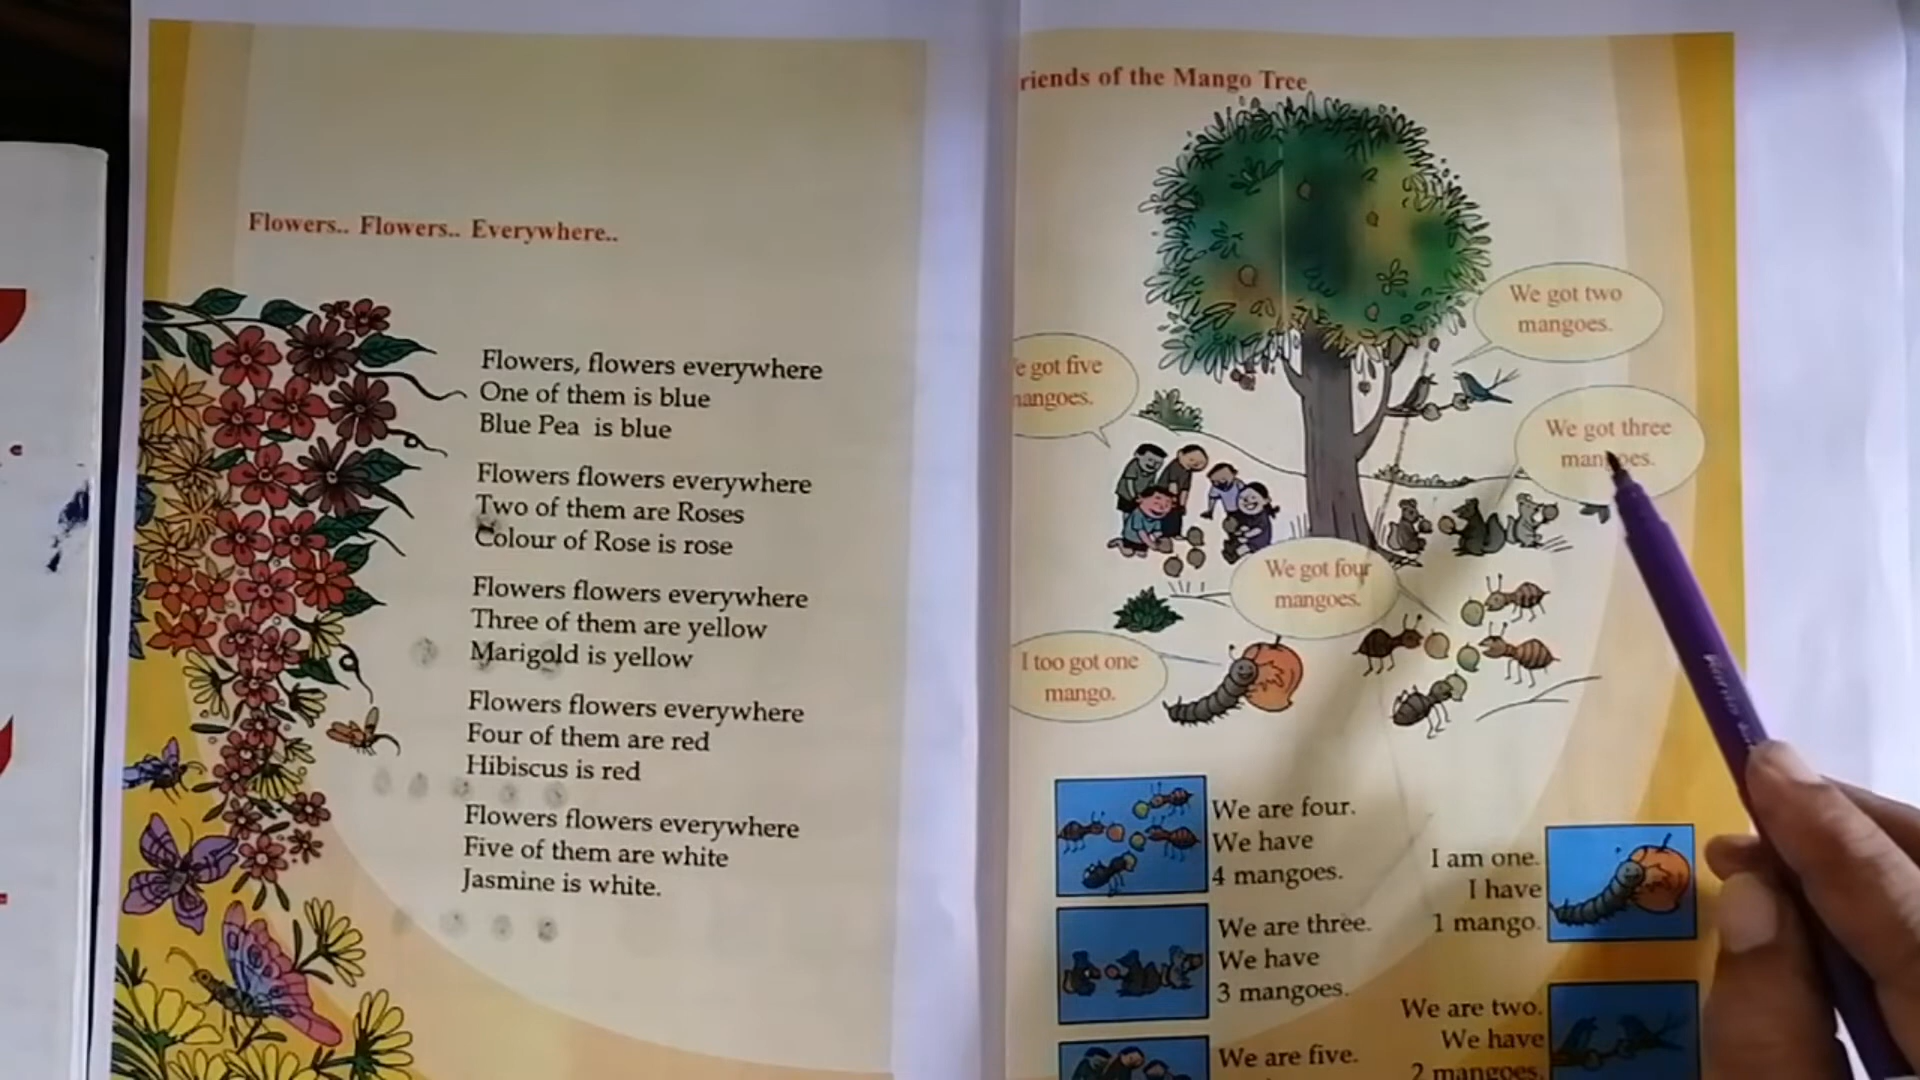 Flowers.. Flowers.. Everywhere..
Flowers, flowers everywhere
One of them is blue
Blue Pea is blue
Flowers flowers everywhere
Two of them are Roses
Colour of Rose is rose
Flowers flowers everywhere
Three of them are yellow
Marigold is yellow
Flowers flowers everywhere
Four of them are red
Hibiscus is red
Flowers flowers everywhere
Five of them are white
Jasmine is white.
riends of the Mango Tree
We got two
mangoes.
e got five
angoes.
We got three
mangoes.
We got four
mangoes.
I too got one
mango.
We are four.
We have
4 mangoes.
I am one.
I have
1 mango.
We are three.
We have
3 mangoes.
We are two.
We have
2 mangoes.
We are five.